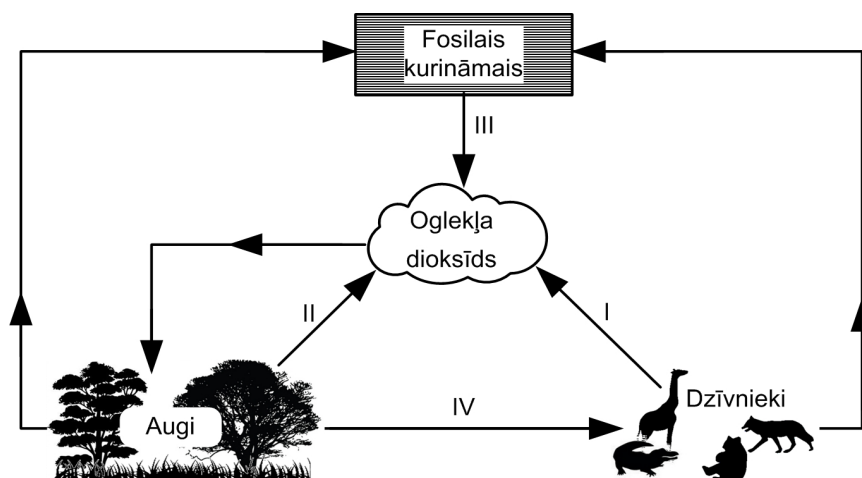 Fosilais
kurināmais
III
Oglekļa
dioksīds
II
I
IV
Augi
Dzīvnieki